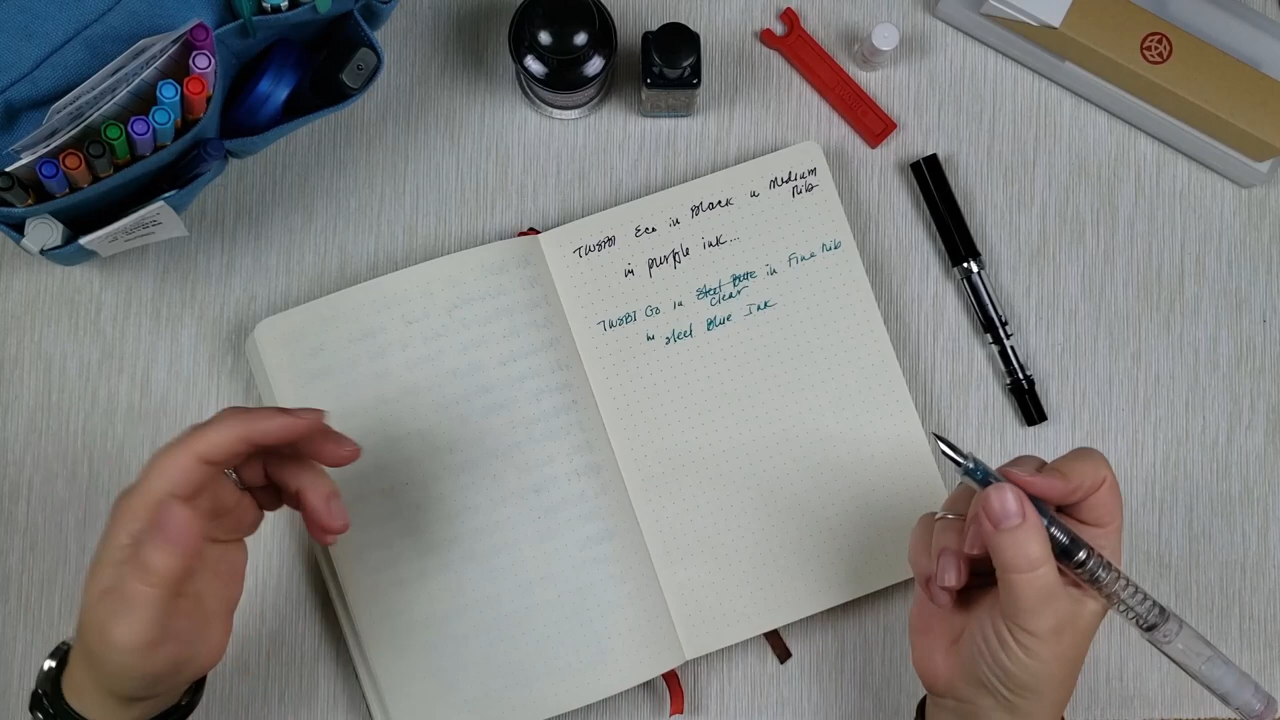 TWSBI Eco in Black w Medium
Nib
in purple ink...
TWSBI Go in Steel Blue in Fine Nib
Clear
in steel Blue Ink